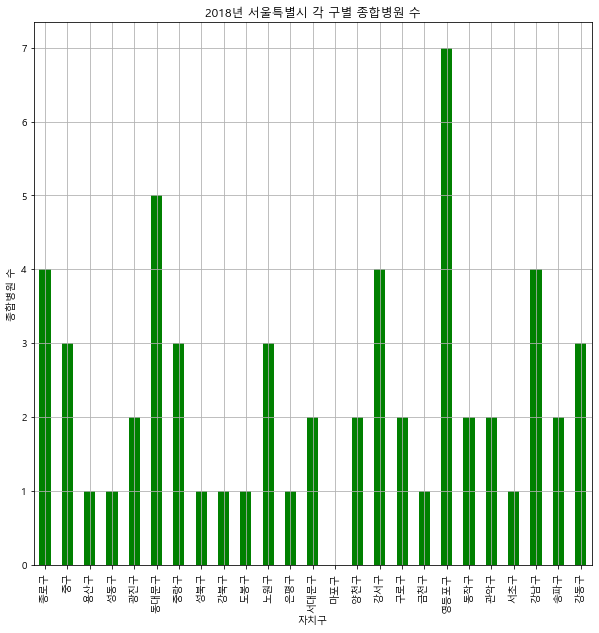 2018년 서울특별시 각 구별 종합병원 수
종합병원 수
7
6
5
4
3
2
1
0
종로구
중구
용산구
성동구
광진구
동대문구
중랑구
성북구
강북구
도봉구
노원구
은평구
서대문구
마포구
양천구
강서구
구로구
금천구
영등포구
동작구
관악구
서초구
강남구
송파구
강동구
자치구